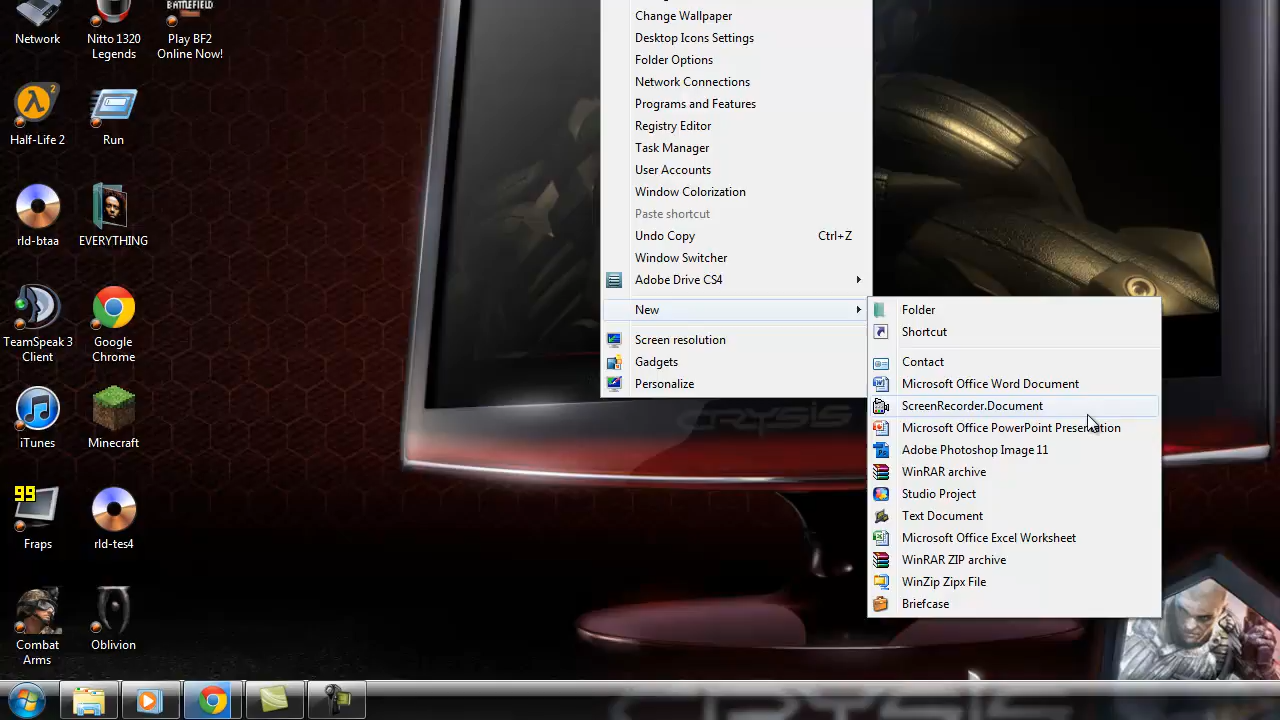 BATTLEFIELD
Network
Nitto 1320
Legends
Play BF2
Online Now!
2
Half-Life 2
Run
rld-btaa
EVERYTHING
TeamSpeak 3
Client
Google
Chrome
iTunes
Minecraft
99
Fraps
rld-tes4
Combat
Arms
Oblivion
Change Wallpaper
Desktop Icons Settings
Folder Options
Network Connections
Programs and Features
Registry Editor
Task Manager
User Accounts
Window Colorization
Paste shortcut
Undo Copy Ctrl+Z
Window Switcher
Adobe Drive CS4
New
Screen resolution
Gadgets
Personalize
Folder
Shortcut
Contact
Microsoft Office Word Document
ScreenRecorder.Document
Microsoft Office PowerPoint Presentation
Adobe Photoshop Image 11
WinRAR archive
Studio Project
Text Document
Microsoft Office Excel Worksheet
WinRAR ZIP archive
WinZip Zipx File
Briefcase
CRYSIS
CRYSIS